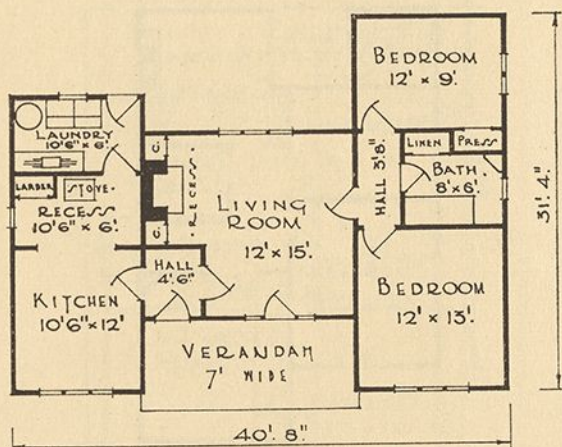 BEDROOM
12' × 9'.
LAUNDRY
10'6" × 6'.
LARDER
STOVE.
RECESS
10'6" × 6'.
C.
RECESS.
C.
LIVING
ROOM
12' × 15'.
HALL 3'8".
LINEN
PRESS
BATH.
8' × 6'.
31'. 4".
HALL
4'. 6".
KITCHEN
10'6" × 12'
BEDROOM
12' × 13'.
VERANDAH
7' WIDE
40'. 8".